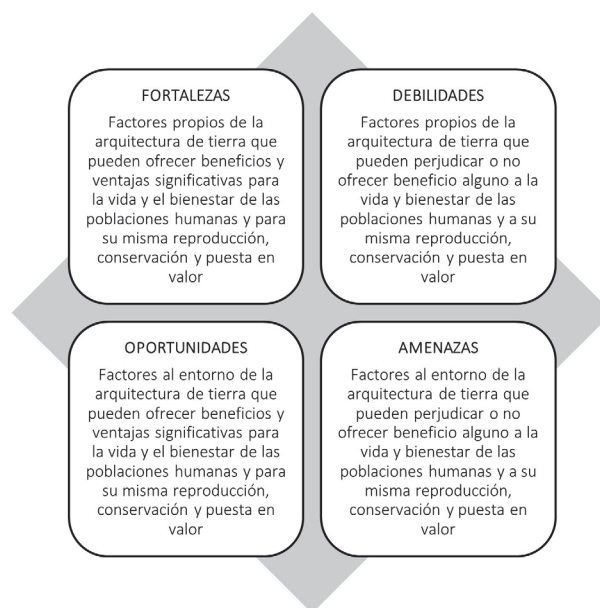 FORTALEZAS
Factores propios de la
arquitectura de tierra que
pueden ofrecer beneficios y
ventajas significativas para
la vida y el bienestar de las
poblaciones humanas y para
su misma reproducción,
conservación y puesta en
valor
DEBILIDADES
Factores propios de la
arquitectura de tierra que
pueden perjudicar o no
ofrecer beneficio alguno a la
vida y bienestar de las
poblaciones humanas y a su
misma reproducción,
conservación y puesta en
valor
OPORTUNIDADES
Factores al entorno de la
arquitectura de tierra que
pueden ofrecer beneficios y
ventajas significativas para
la vida y el bienestar de las
poblaciones humanas y para
su misma reproducción,
conservación y puesta en
valor
AMENAZAS
Factores al entorno de la
arquitectura de tierra que
pueden perjudicar o no
ofrecer beneficio alguno a la
vida y bienestar de las
poblaciones humanas y a su
misma reproducción,
conservación y puesta en
valor